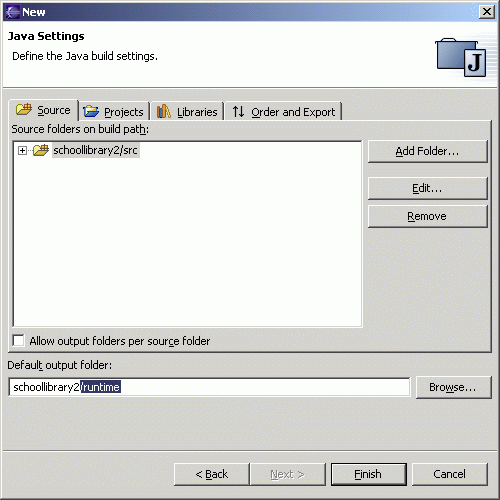 New
Java Settings
Define the Java build settings.
J
Source Projects Libraries Order and Export
Source folders on build path:
schoollibrary2/src
Add Folder...
Edit...
Remove
Allow output folders per source folder
Default output folder:
schoollibrary2/runtime Browse...
< Back Next > Finish Cancel